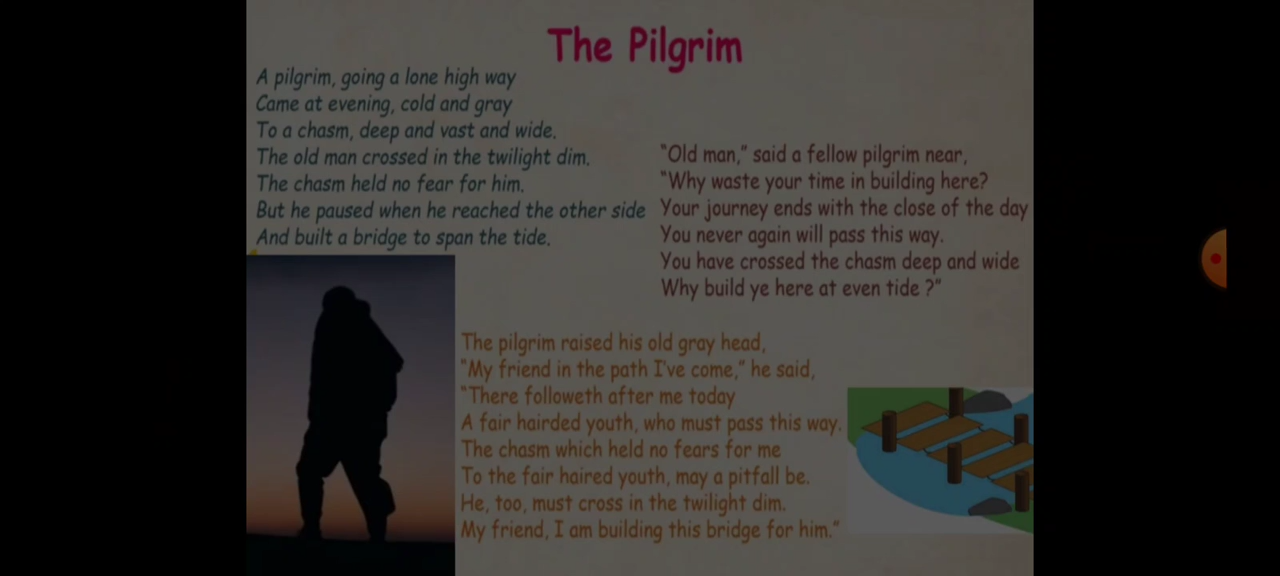 The Pilgrim
A pilgrim, going a lone high way
Came at evening, cold and gray
To a chasm, deep and vast and wide.
The old man crossed in the twilight dim.
The chasm held no fear for him.
But he paused when he reached the other side
And built a bridge to span the tide.
“Old man,” said a fellow pilgrim near,
“Why waste your time in building here?
Your journey ends with the close of the day
You never again will pass this way.
You have crossed the chasm deep and wide
Why build ye here at even tide ?”
The pilgrim raised his old gray head,
“My friend in the path I’ve come,” he said,
“There followeth after me today
A fair hairded youth, who must pass this way.
The chasm which held no fears for me
To the fair haired youth, may a pitfall be.
He, too, must cross in the twilight dim.
My friend, I am building this bridge for him.”